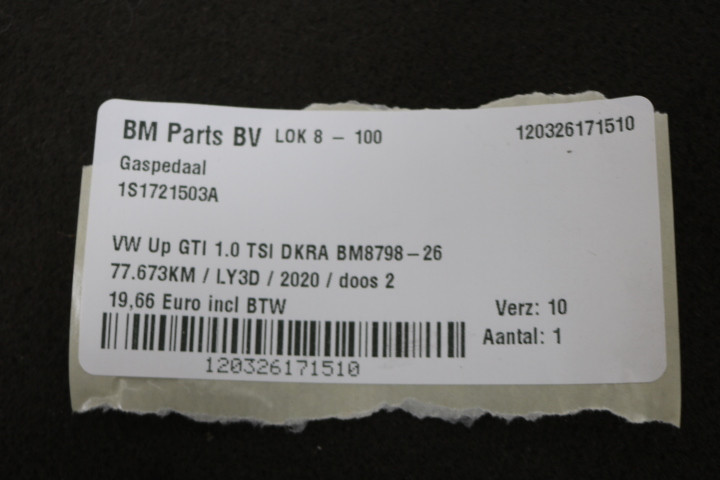 BM Parts BV LOK 8 - 100 120326171510
Gaspedaal
1S1721503A
VW Up GTI 1.0 TSI DKRA BM8798-26
77.673KM / LY3D / 2020 / doos 2
19,66 Euro incl BTW Verz: 10
Aantal: 1
120326171510